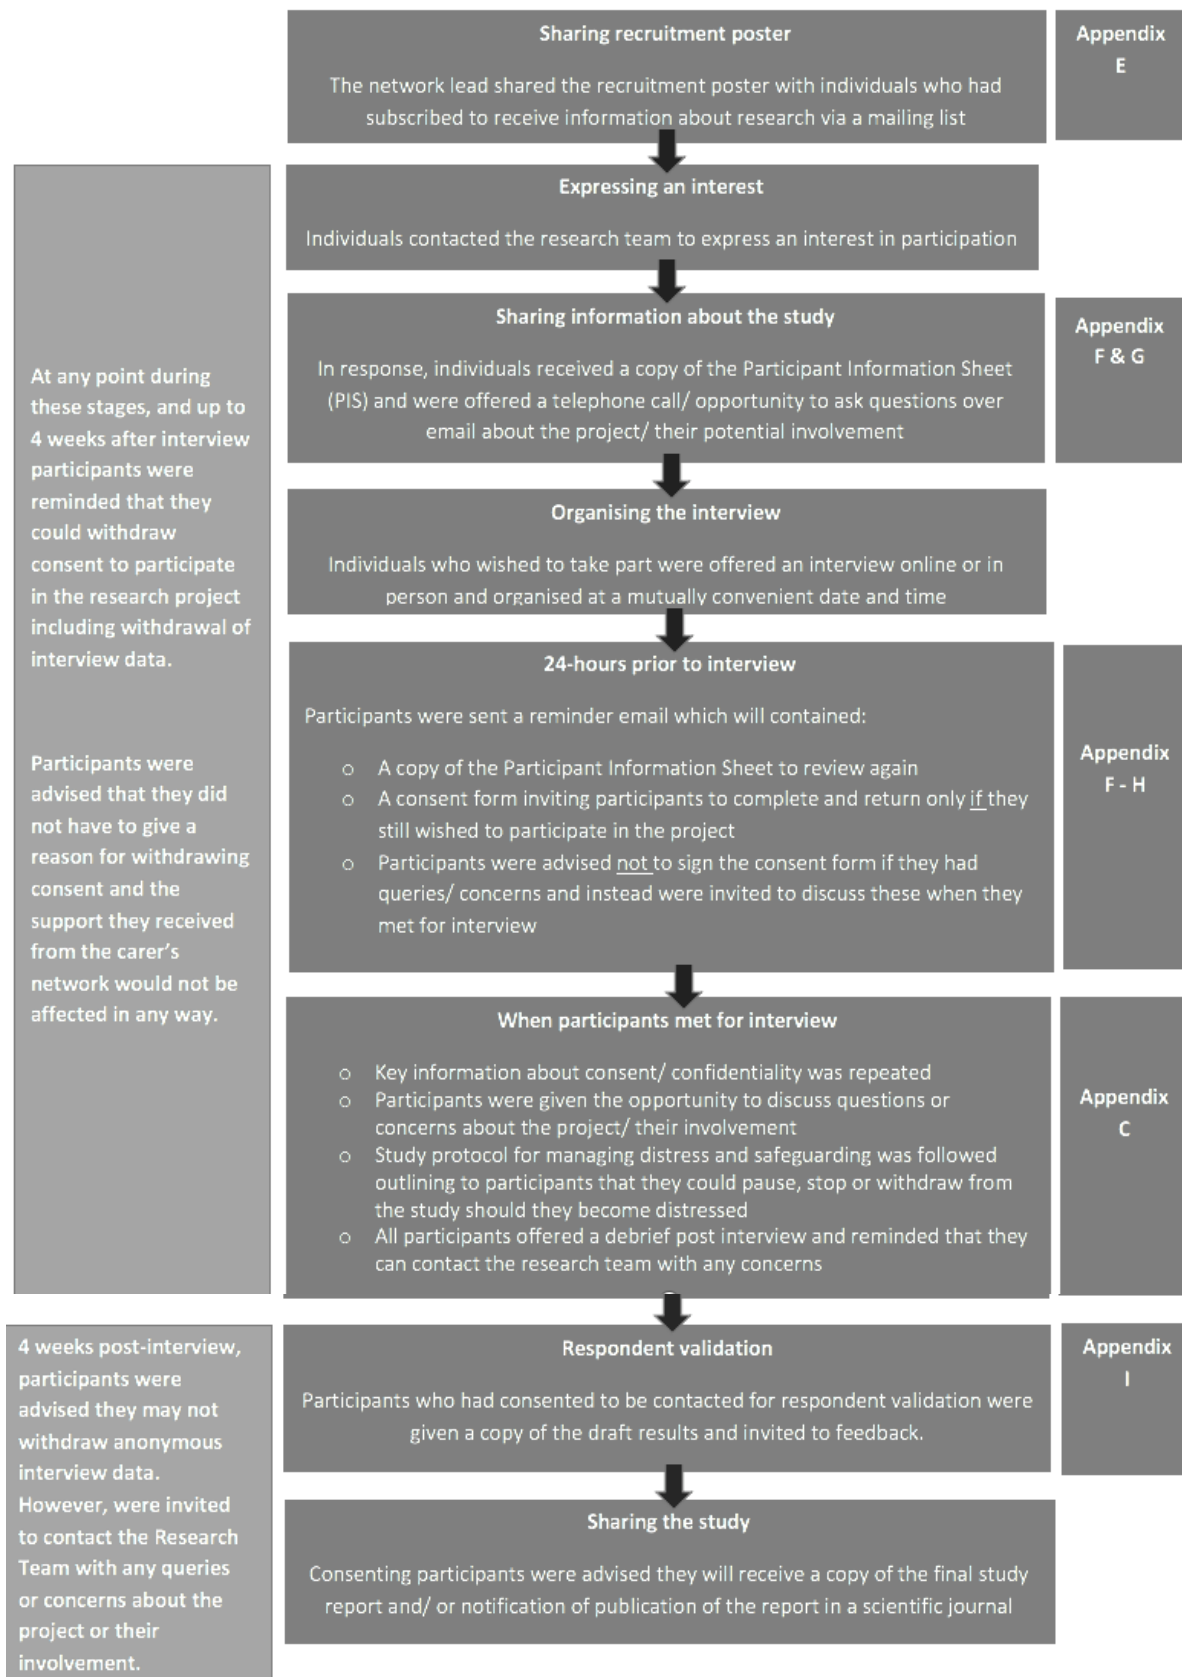 Sharing recruitment poster
The network lead shared the recruitment poster with individuals who had
subscribed to receive information about research via a mailing list
Appendix
E
Expressing an interest
Individuals contacted the research team to express an interest in participation
Sharing information about the study
In response, individuals received a copy of the Participant Information Sheet
(PIS) and were offered a telephone call/ opportunity to ask questions over
email about the project/ their potential involvement
Appendix
F & G
At any point during
these stages, and up to
4 weeks after interview
participants were
reminded that they
could withdraw
consent to participate
in the research project
including withdrawal of
interview data.
Participants were
advised that they did
not have to give a
reason for withdrawing
consent and the
support they received
from the carer's
network would not be
affected in any way.
Organising the interview
Individuals who wished to take part were offered an interview online or in
person and organised at a mutually convenient date and time
24-hours prior to interview
Participants were sent a reminder email which will contained:
o A copy of the Participant Information Sheet to review again
o A consent form inviting participants to complete and return only if they
still wished to participate in the project
o Participants were advised not to sign the consent form if they had
queries/ concerns and instead were invited to discuss these when they
met for interview
Appendix
F - H
When participants met for interview
o Key information about consent/ confidentiality was repeated
o Participants were given the opportunity to discuss questions or
concerns about the project/ their involvement
o Study protocol for managing distress and safeguarding was followed
outlining to participants that they could pause, stop or withdraw from
the study should they become distressed
o All participants offered a debrief post interview and reminded that they
can contact the research team with any concerns
Appendix
C
4 weeks post-interview,
participants were
advised they may not
withdraw anonymous
interview data.
However, were invited
to contact the Research
Team with any queries
or concerns about the
project or their
involvement.
Respondent validation
Participants who had consented to be contacted for respondent validation were
given a copy of the draft results and invited to feedback.
Appendix
I
Sharing the study
Consenting participants were advised they will receive a copy of the final study
report and/ or notification of publication of the report in a scientific journal